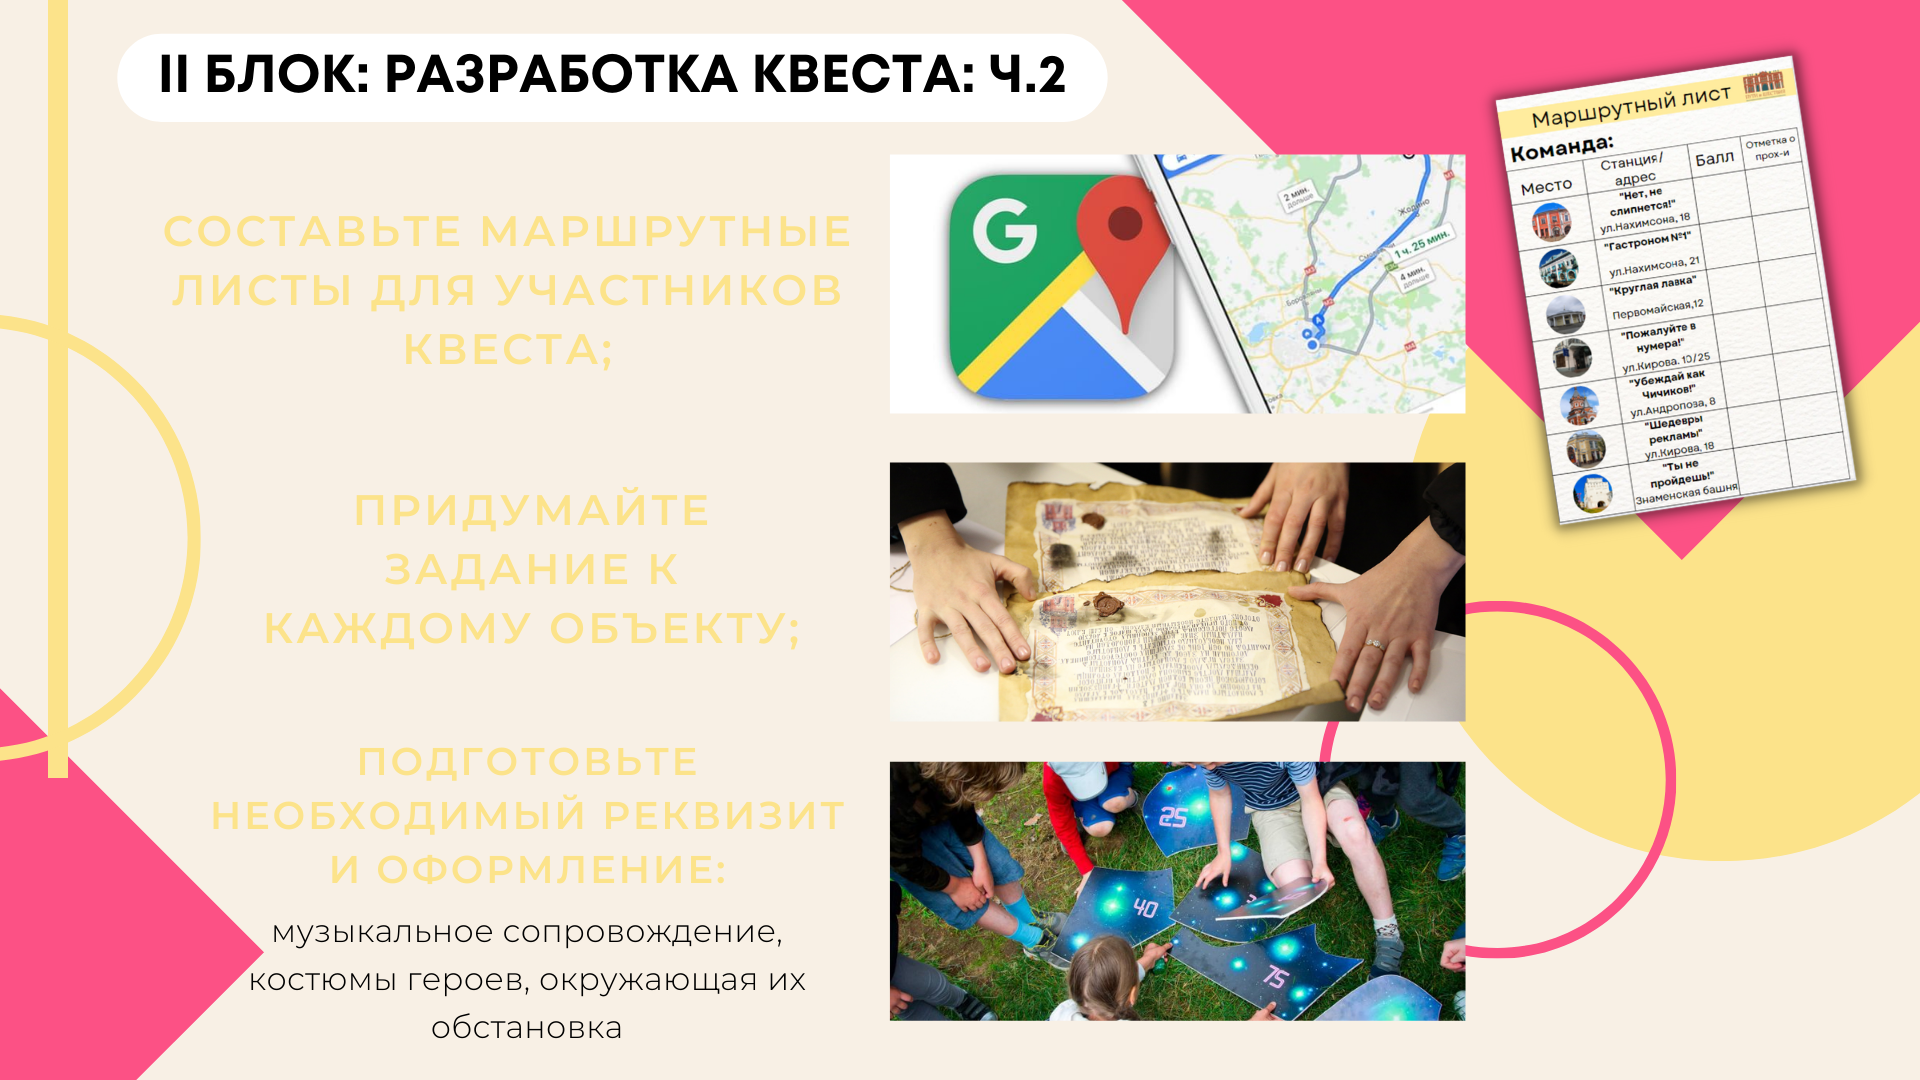 II БЛОК: РАЗРАБОТКА КВЕСТА: Ч.2
СОСТАВЬТЕ МАРШРУТНЫЕ
ЛИСТЫ ДЛЯ УЧАСТНИКОВ
КВЕСТА;
ПРИДУМАЙТЕ
ЗАДАНИЕ К
КАЖДОМУ ОБЪЕКТУ;
ПОДГОТОВЬТЕ
НЕОБХОДИМЫЙ РЕКВИЗИТ
И ОФОРМЛЕНИЕ:
музыкальное сопровождение,
костюмы героев, окружающая их
обстановка
G
2 мин.
дольше
Жодино
1 ч. 25 мин.
4 мин.
дольше
25
40
75
Маршрутный лист
Команда:
Место
Станция/
адрес
Балл
Отметка о
прох-и
"Нет, не
слипнется!"
ул.Нахимсона, 18
"Гастроном №1"
ул.Нахимсона, 21
"Круглая лавка"
Первомайская,12
"Пожалуйте в
нумера!"
ул.Кирова. 10/25
"Убеждай как
Чичиков!"
ул.Андропова, 8
"Шедевры
рекламы"
ул.Кирова, 18
"Ты не
пройдешь!"
Знаменская башня